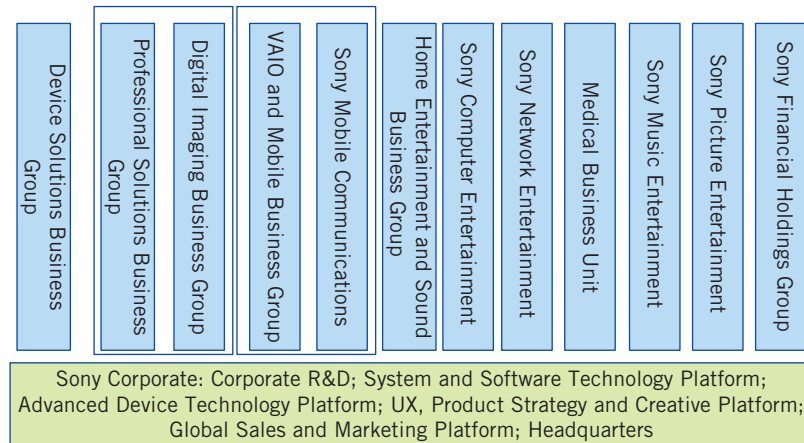 Device Solutions Business
Group
Professional Solutions Business
Group
Digital Imaging Business Group
VAIO and Mobile Business Group
Sony Mobile Communications
Home Entertainment and Sound
Business Group
Sony Computer Entertainment
Sony Network Entertainment
Medical Business Unit
Sony Music Entertainment
Sony Picture Entertainment
Sony Financial Holdings Group
Sony Corporate: Corporate R&D; System and Software Technology Platform;
Advanced Device Technology Platform; UX, Product Strategy and Creative Platform;
Global Sales and Marketing Platform; Headquarters